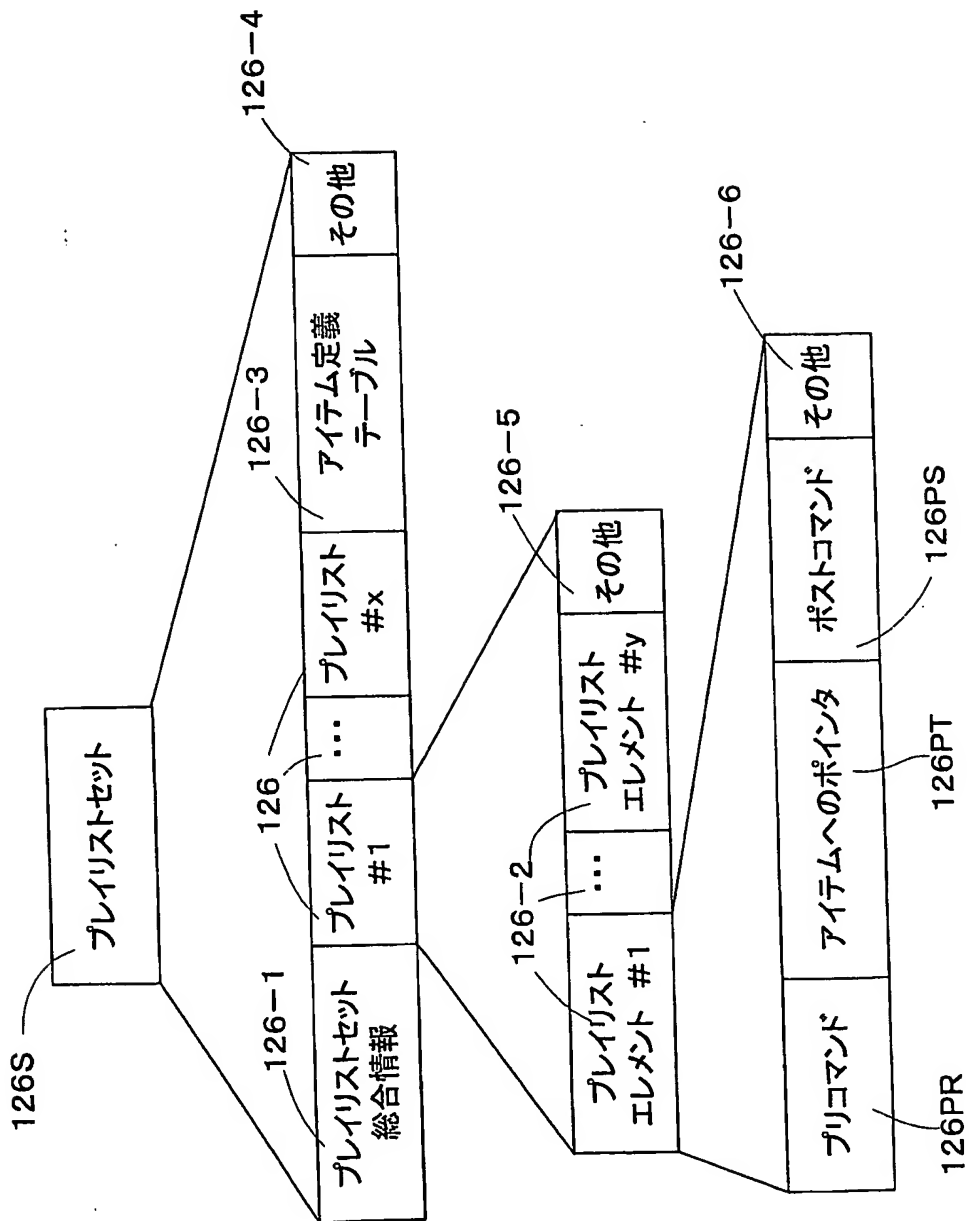 126S
プレイリストセット
126-1
126
126-3
126-4
プレイリストセット
総合情報
プレイリスト
#1
･･･
プレイリスト
#x
アイテム定義
テーブル
その他
126-2
126-5
プレイリスト
エレメント #1
･･･
プレイリスト
エレメント #y
その他
126-6
プリコマンド
アイテムへのポインタ
ポストコマンド
その他
126PR
126PT
126PS